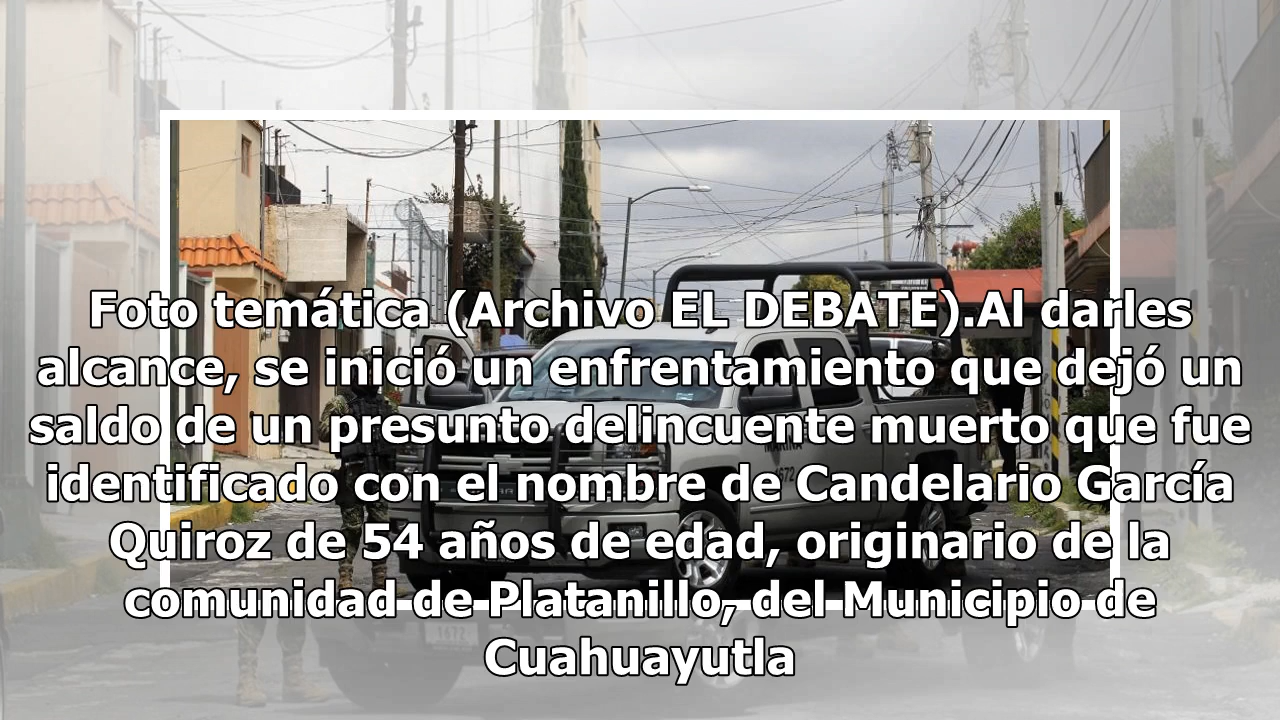 Foto temática (Archivo EL DEBATE).Al darles
alcance, se inició un enfrentamiento que dejó un
saldo de un presunto delincuente muerto que fue
identificado con el nombre de Candelario García
Quiroz de 54 años de edad, originario de la
comunidad de Platanillo, del Municipio de
Cuahuayutla
MARINA
1672